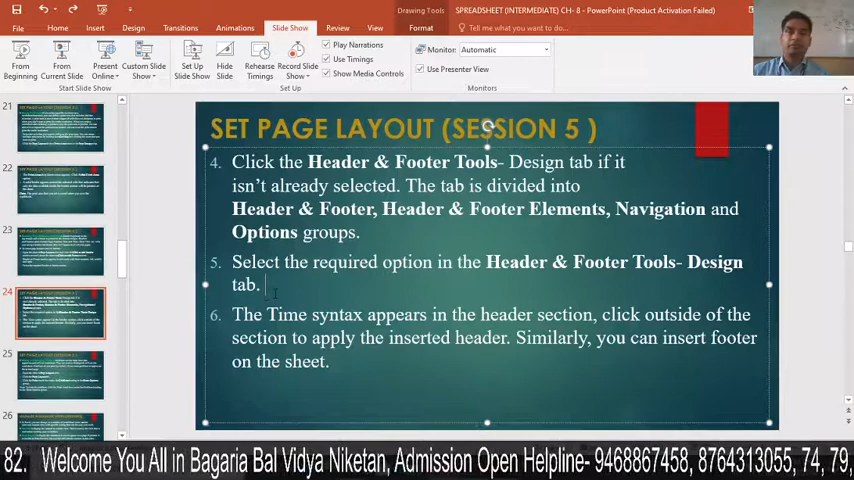 Drawing Tools
SPREADSHEET (INTERMEDIATE) CH- 8 - PowerPoint (Product Activation Failed)
File Home Insert Design Transitions Animations Slide Show Review View Format Tell me what you want to do...
From Beginning
From Current Slide
Present Online
Custom Slide Show
Set Up Slide Show
Hide Slide
Rehearse Timings
Record Slide Show
Play Narrations
Use Timings
Show Media Controls
Monitor: Automatic
Use Presenter View
Start Slide Show Set Up Monitors
21
22
23
24
25
26
SET PAGE LAYOUT (SESSION 5 )
4. Click the Header & Footer Tools- Design tab if it
isn't already selected. The tab is divided into
Header & Footer, Header & Footer Elements, Navigation and
Options groups.
5. Select the required option in the Header & Footer Tools- Design
tab.
6. The Time syntax appears in the header section, click outside of the
section to apply the inserted header. Similarly, you can insert footer
on the sheet.
82. Welcome You All in Bagaria Bal Vidya Niketan, Admission Open Helpline- 9468867458, 8764313055, 74, 79,